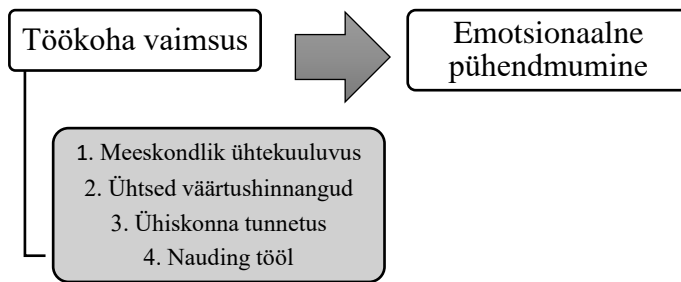 Töökoha vaimsus
Emotsionaalne
pühendmumine
1. Meeskondlik ühtekuuluvus
2. Ühtsed väärtushinnangud
3. Ühiskonna tunnetus
4. Nauding tööl